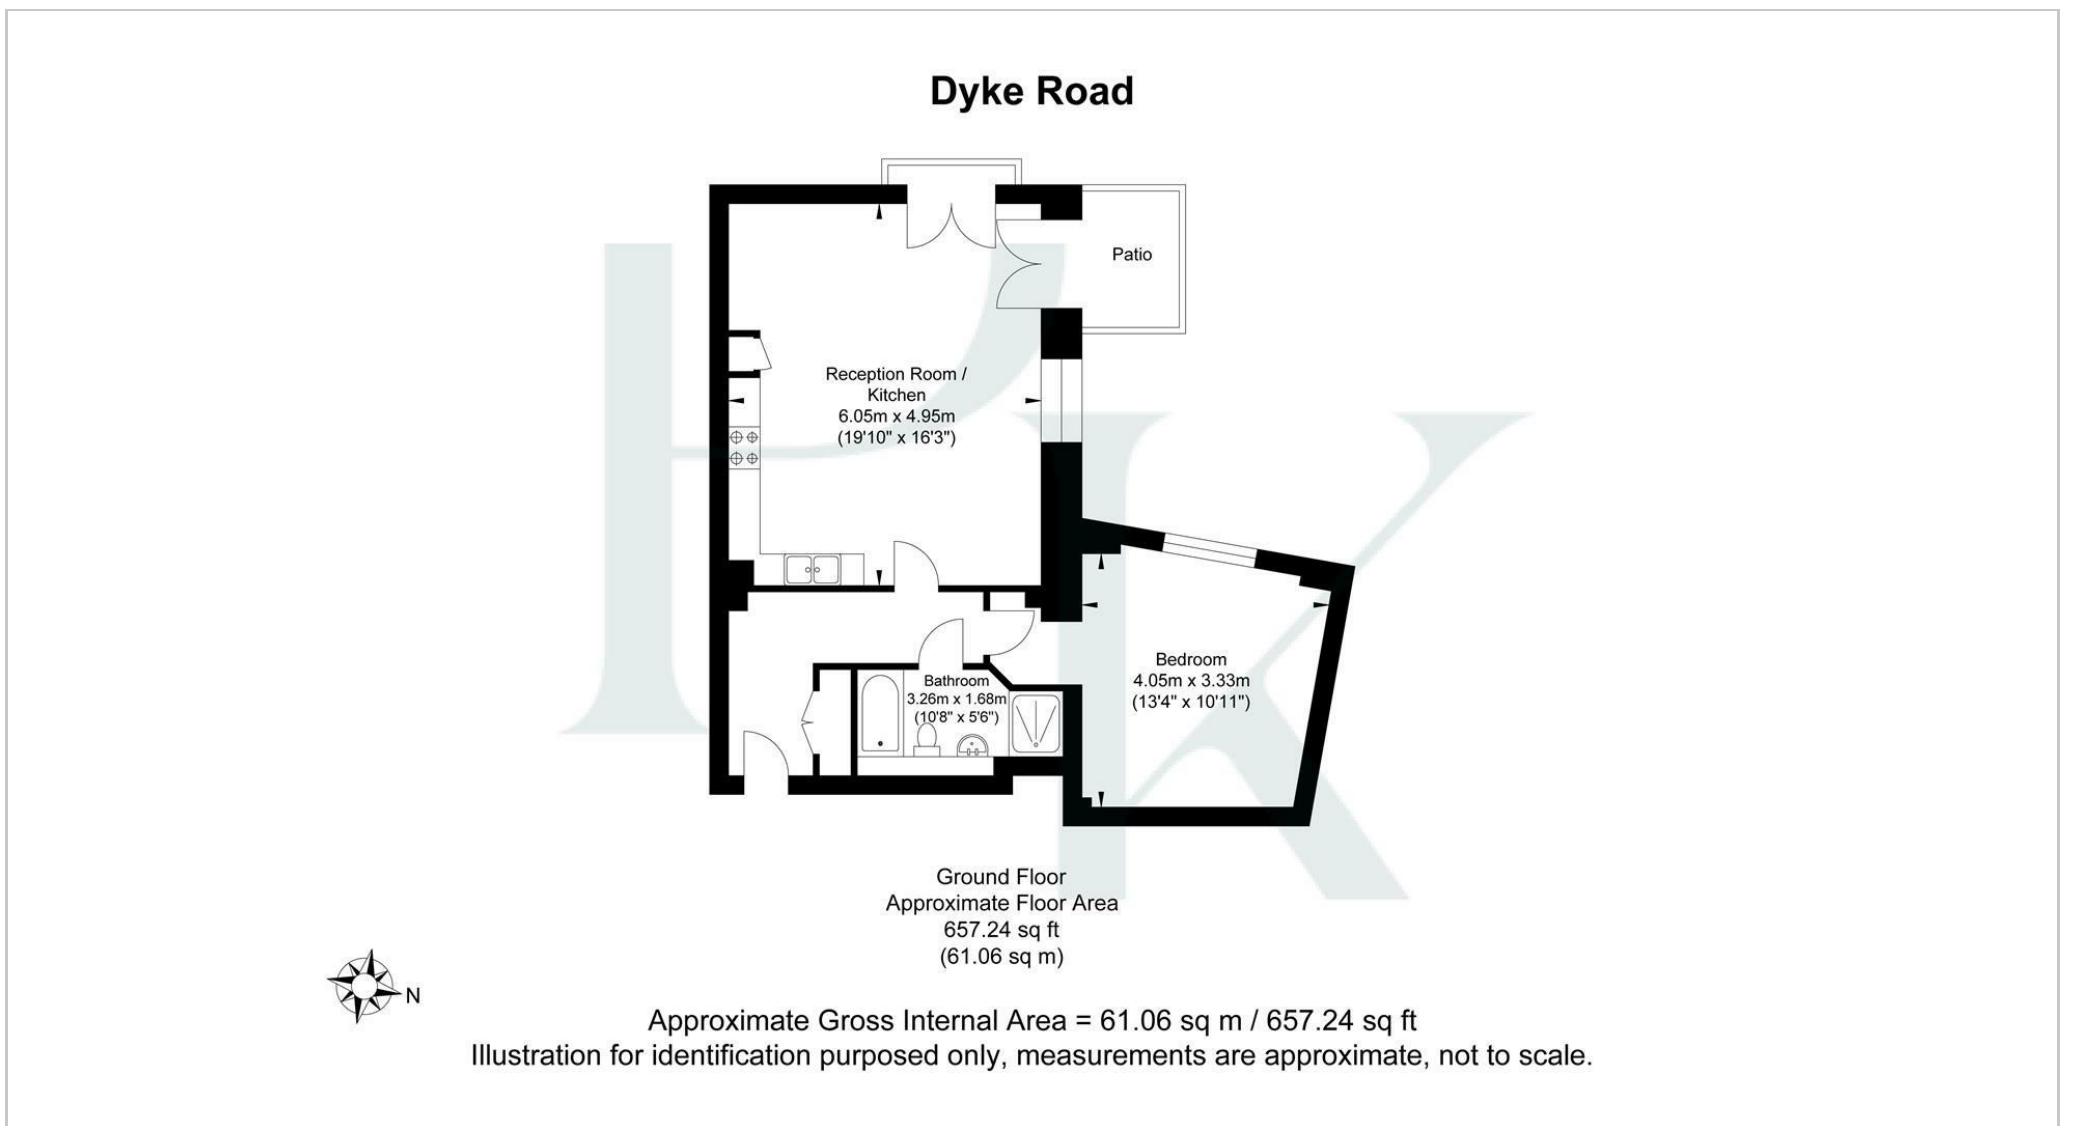 Dyke Road
Patio
Reception Room /
Kitchen
6.05m x 4.95m
(19'10" x 16'3")
Bedroom
4.05m x 3.33m
(13'4" x 10'11")
Bathroom
3.26m x 1.68m
(10'8" x 5'6")
Ground Floor
Approximate Floor Area
657.24 sq ft
(61.06 sq m)
N
Approximate Gross Internal Area = 61.06 sq m / 657.24 sq ft
Illustration for identification purposed only, measurements are approximate, not to scale.
PK